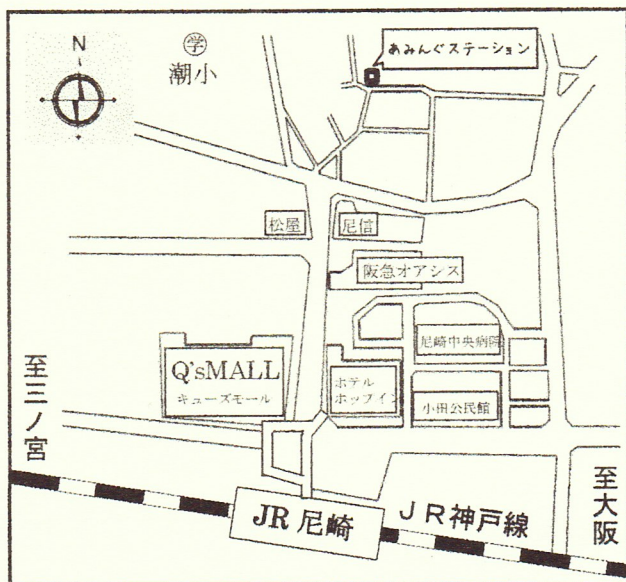 N
学
潮小
あみんぐステーション
松屋
尼信
阪急オアシス
尼崎中央病院
Q'sMALL
キューズモール
ホテル
ホップイン
小田公民館
至三ノ宮
至大阪
JR 尼崎
JR神戸線